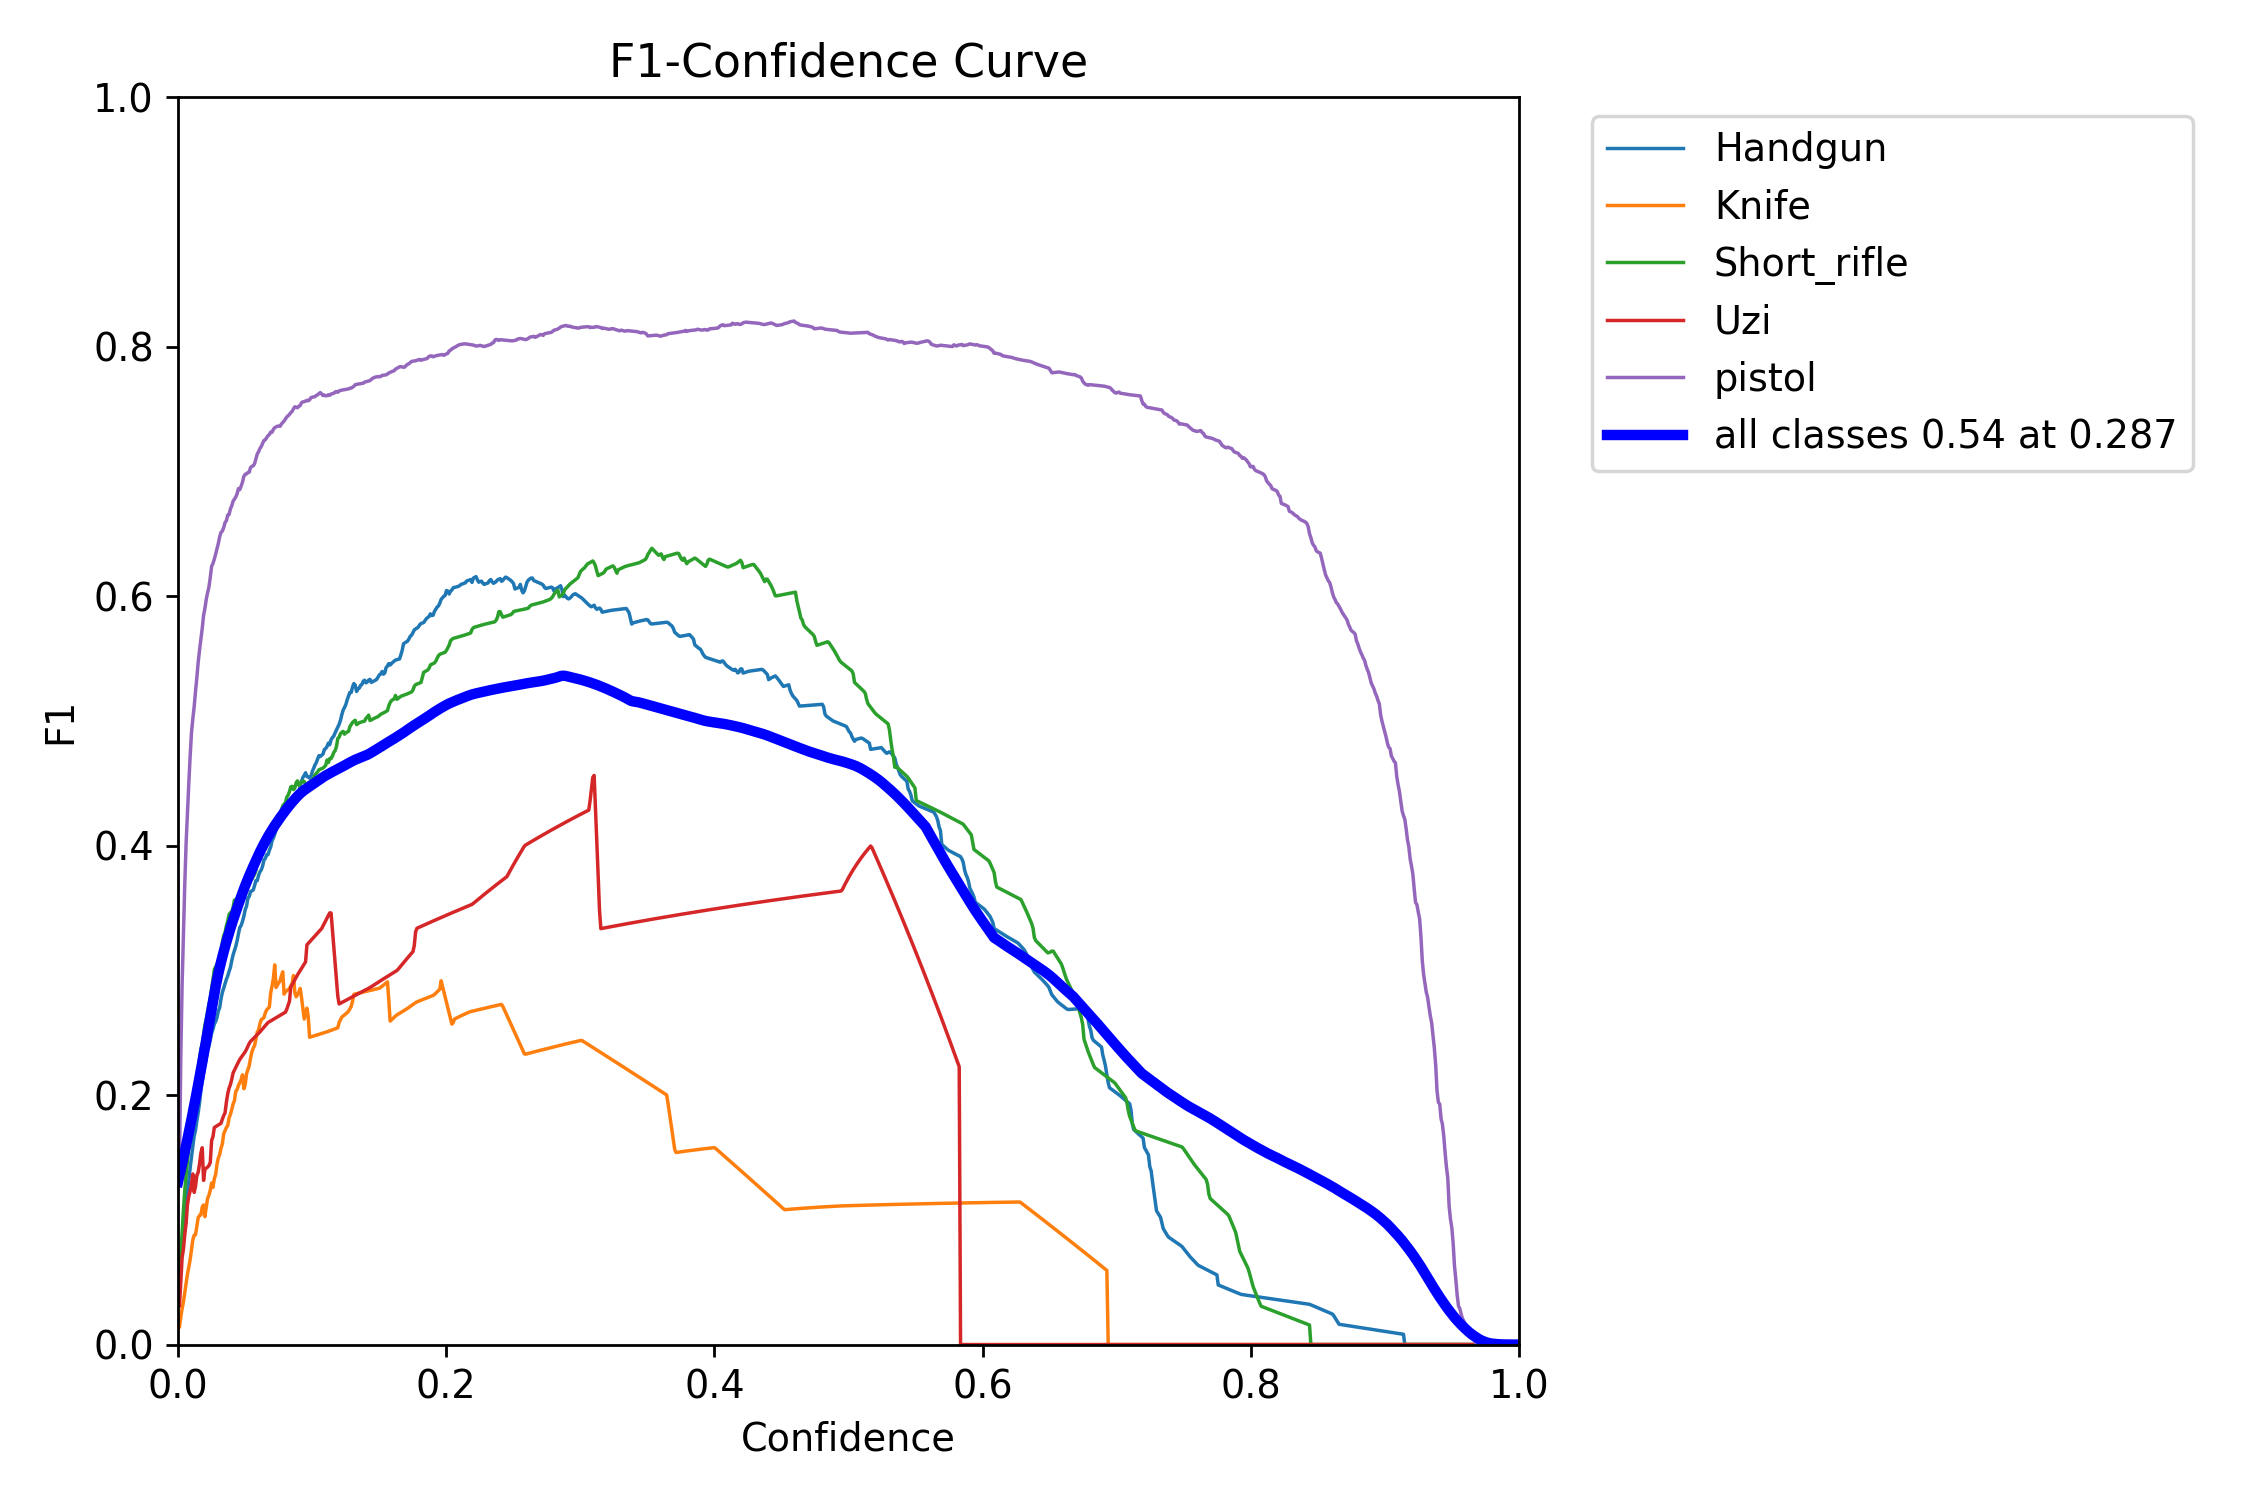 F1-Confidence Curve
1.0
0.8
0.6
0.4
0.2
0.0
F1
0.0 0.2 0.4 0.6 0.8 1.0
Confidence
Handgun
Knife
Short_rifle
Uzi
pistol
all classes 0.54 at 0.287